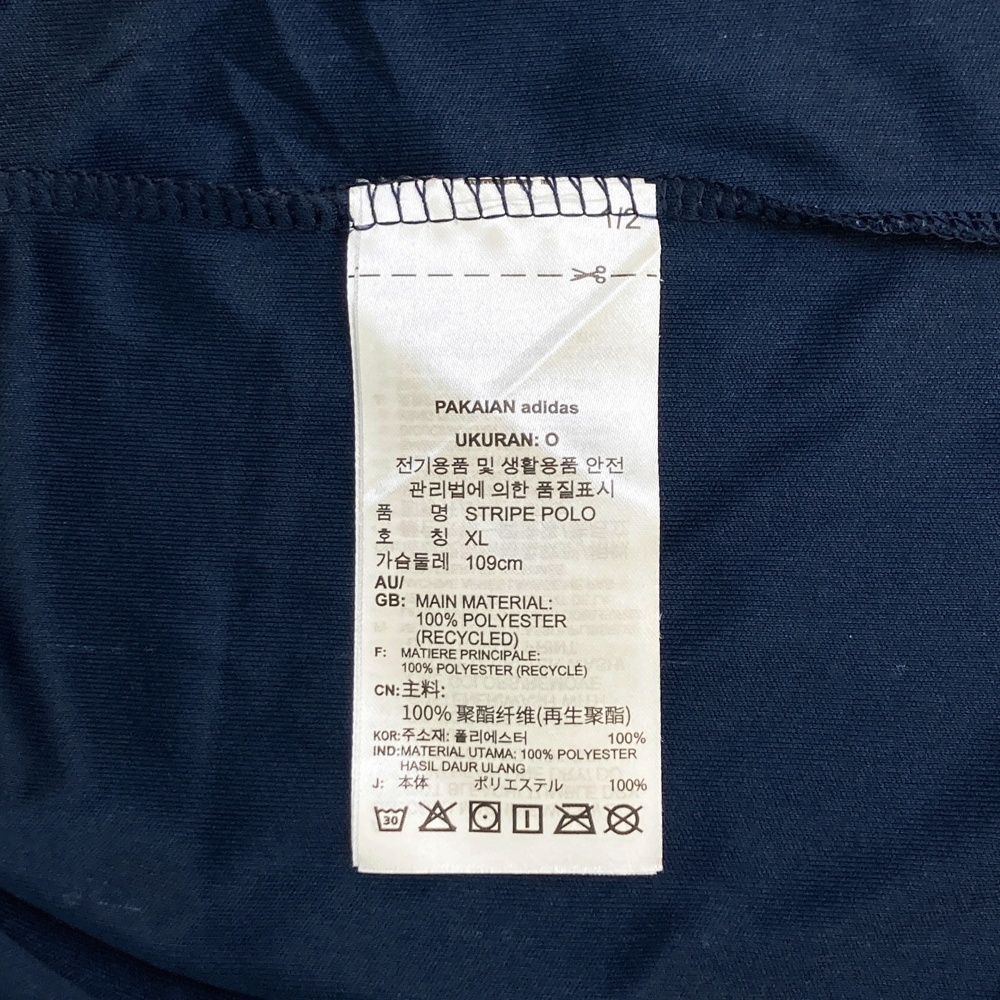 1/2
PAKAIAN adidas
UKURAN: O
전기용품 및 생활용품 안전
관리법에 의한 품질표시
품 명 STRIPE POLO
호 칭 XL
가슴둘레 109cm
AU/
GB: MAIN MATERIAL:
100% POLYESTER
(RECYCLED)
F: MATIERE PRINCIPALE:
100% POLYESTER (RECYCLÉ)
CN:主料:
100% 聚酯纤维(再生聚酯)
KOR:주소재: 폴리에스터 100%
IND:MATERIAL UTAMA: 100% POLYESTER
HASIL DAUR ULANG
J: 本体 ポリエステル 100%
30